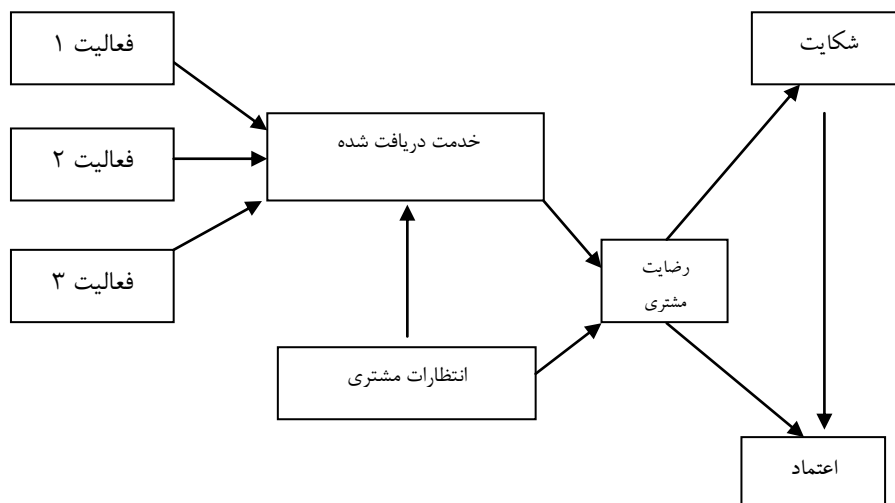 فعالیت ۱
شکایت
خدمت دریافت شده
فعالیت ۲
رضایت
مشتری
فعالیت ۳
انتظارات مشتری
اعتماد